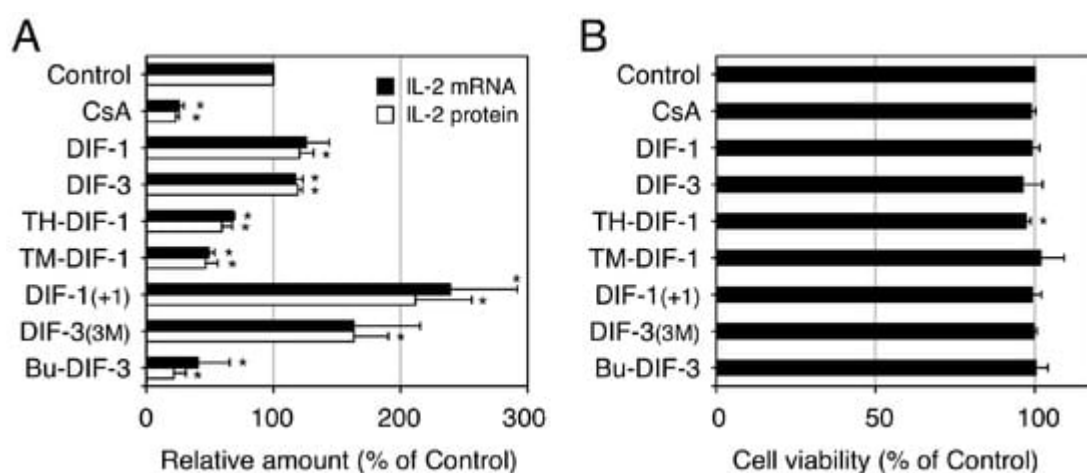 A
Control
CsA
DIF-1
DIF-3
TH-DIF-1
TM-DIF-1
DIF-1(+1)
DIF-3(3M)
Bu-DIF-3
IL-2 mRNA
IL-2 protein
* *
* *
*
* *
* *
* *
* *
*
* *
0 100 200 300
Relative amount (% of Control)
B
Control
CsA
DIF-1
DIF-3
TH-DIF-1
TM-DIF-1
DIF-1(+1)
DIF-3(3M)
Bu-DIF-3
*
0 50 100
Cell viability (% of Control)